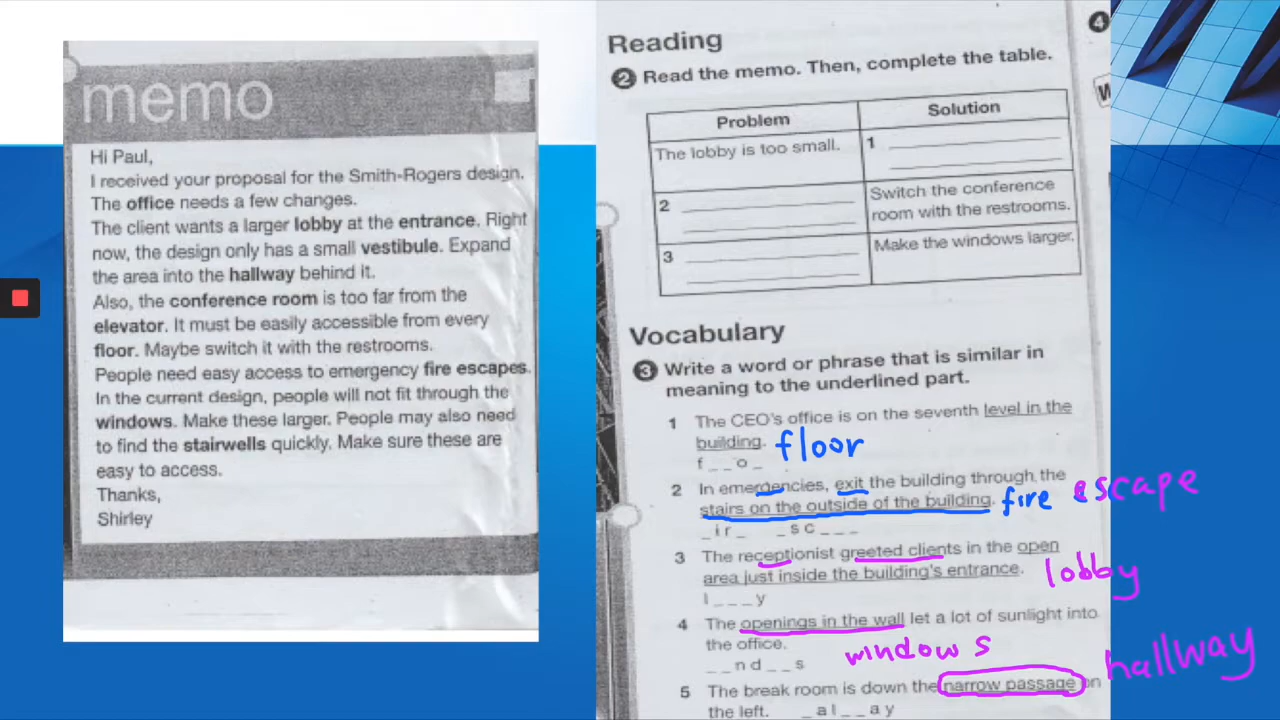 memo
Hi Paul,
I received your proposal for the Smith-Rogers design.
The office needs a few changes.
The client wants a larger lobby at the entrance. Right
now, the design only has a small vestibule. Expand
the area into the hallway behind it.
Also, the conference room is too far from the
elevator. It must be easily accessible from every
floor. Maybe switch it with the restrooms.
People need easy access to emergency fire escapes.
In the current design, people will not fit through the
windows. Make these larger. People may also need
to find the stairwells quickly. Make sure these are
easy to access.
Thanks,
Shirley
Reading
2 Read the memo. Then, complete the table.
Problem Solution
The lobby is too small. 1 ____
2 ____ Switch the conference
room with the restrooms.
3 ____ Make the windows larger.
Vocabulary
3 Write a word or phrase that is similar in
meaning to the underlined part.
1 The CEO's office is on the seventh level in the
building. floor
f _ _ o _
2 In emergencies, exit the building through the
stairs on the outside of the building. fire escape
_ i r _ _ s c _ _ _
3 The receptionist greeted clients in the open
area just inside the building's entrance. lobby
l _ _ _ y
4 The openings in the wall let a lot of sunlight into
the office. windows
_ _ n d _ _ s
5 The break room is down the narrow passage on hallway
the left. _ a l _ _ a y
4